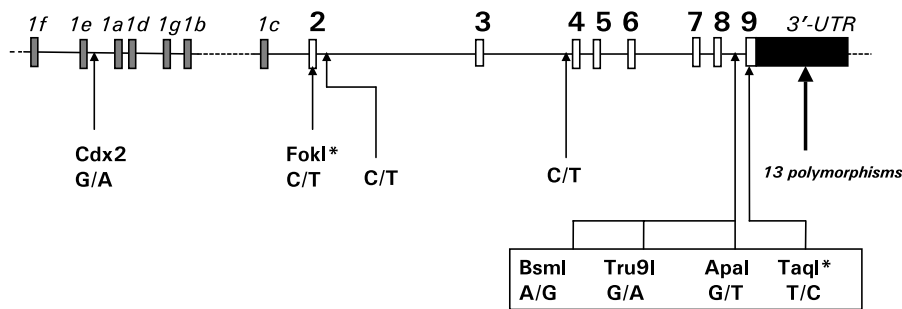 1f 1e 1a 1d 1g 1b 1c 2 3 4 5 6 7 8 9 3′-UTR
Cdx2
G/A
FokI*
C/T
C/T
C/T
13 polymorphisms
BsmI Tru9I ApaI TaqI*
A/G G/A G/T T/C